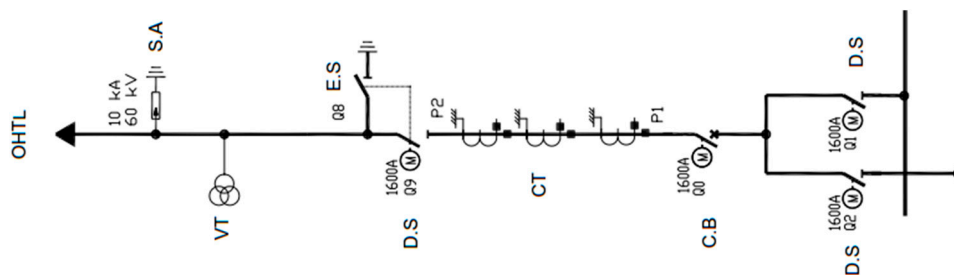 OHTL
10 kA
60 kV
S.A
VT
E.S
Q8
1600A
Q9
M
D.S
P2
CT
P1
1600A
Q0
M
C.B
D.S
1600A
Q1
M
1600A
Q2
M
D.S